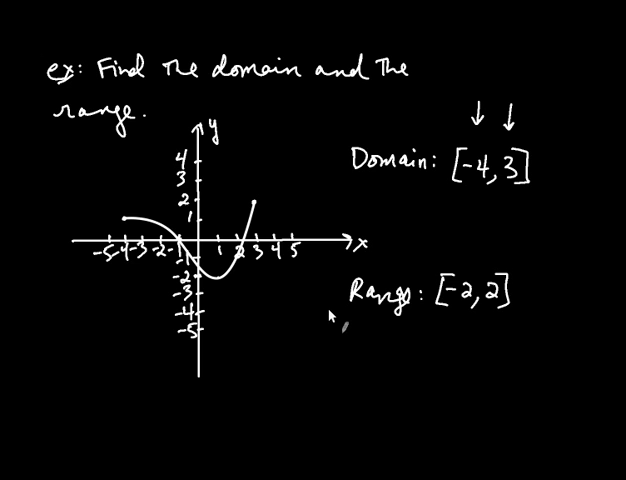 ex: Find the domain and the
range.
y
Domain: [-4, 3]
4
3
2
1
-5 -4 -3 -2 -1 1 2 3 4 5 x
-1
-2
-3
-4
-5
Range: [-2, 2]